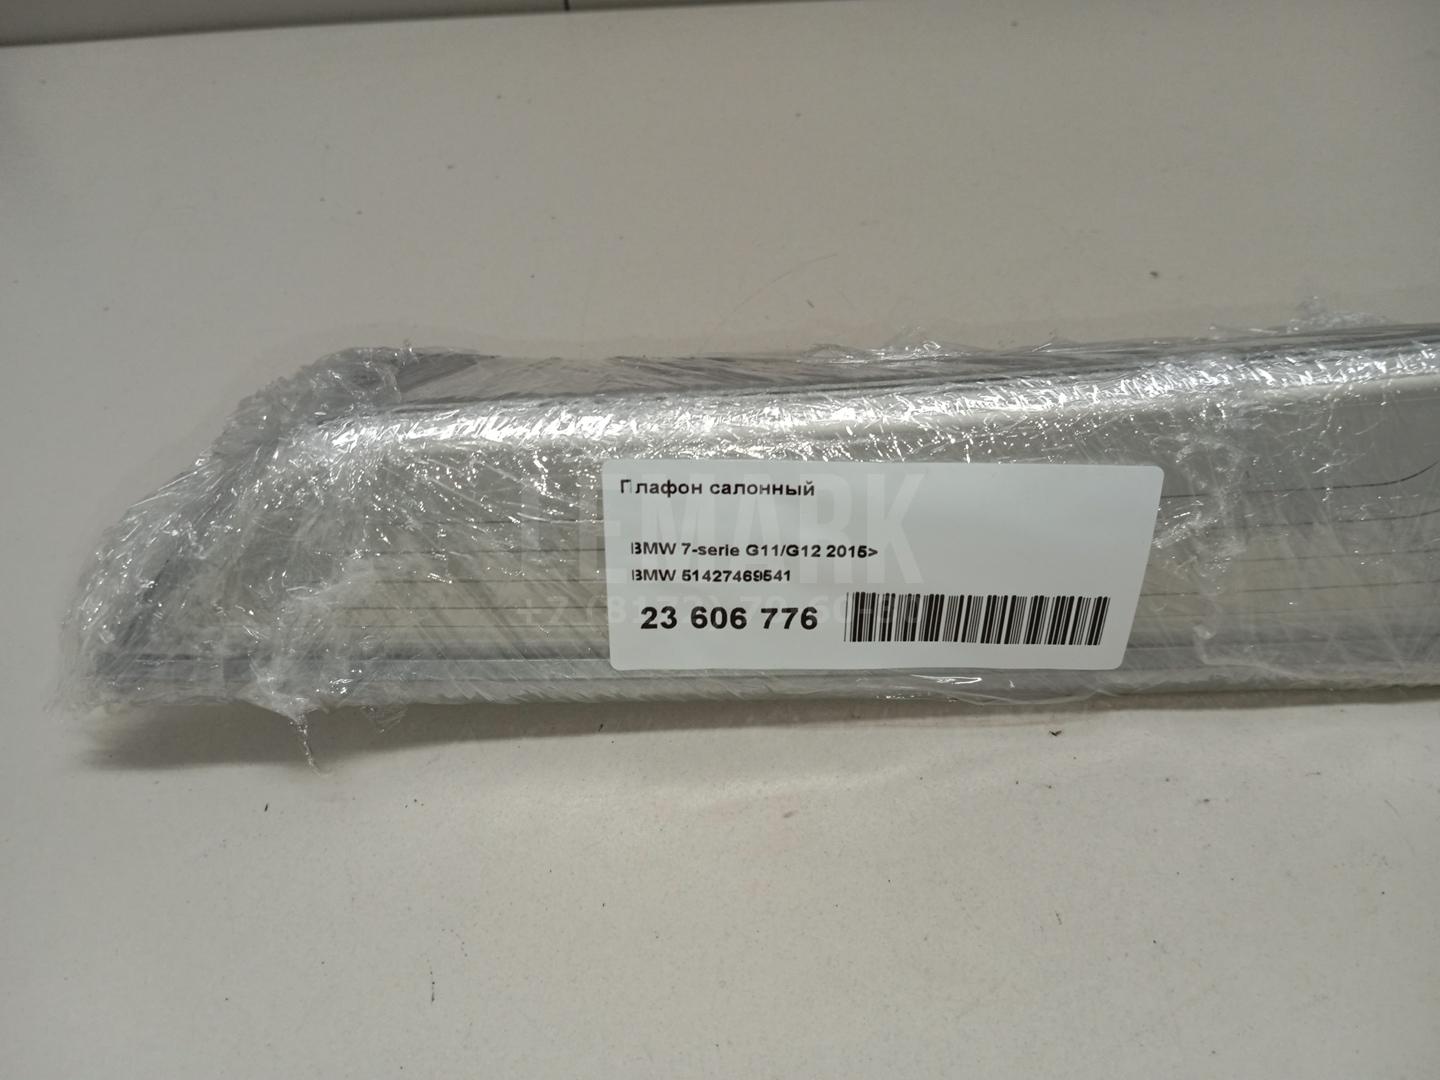 Плафон салонный
BMW 7-serie G11/G12 2015>
BMW 51427469541
23 606 776
LEMARK